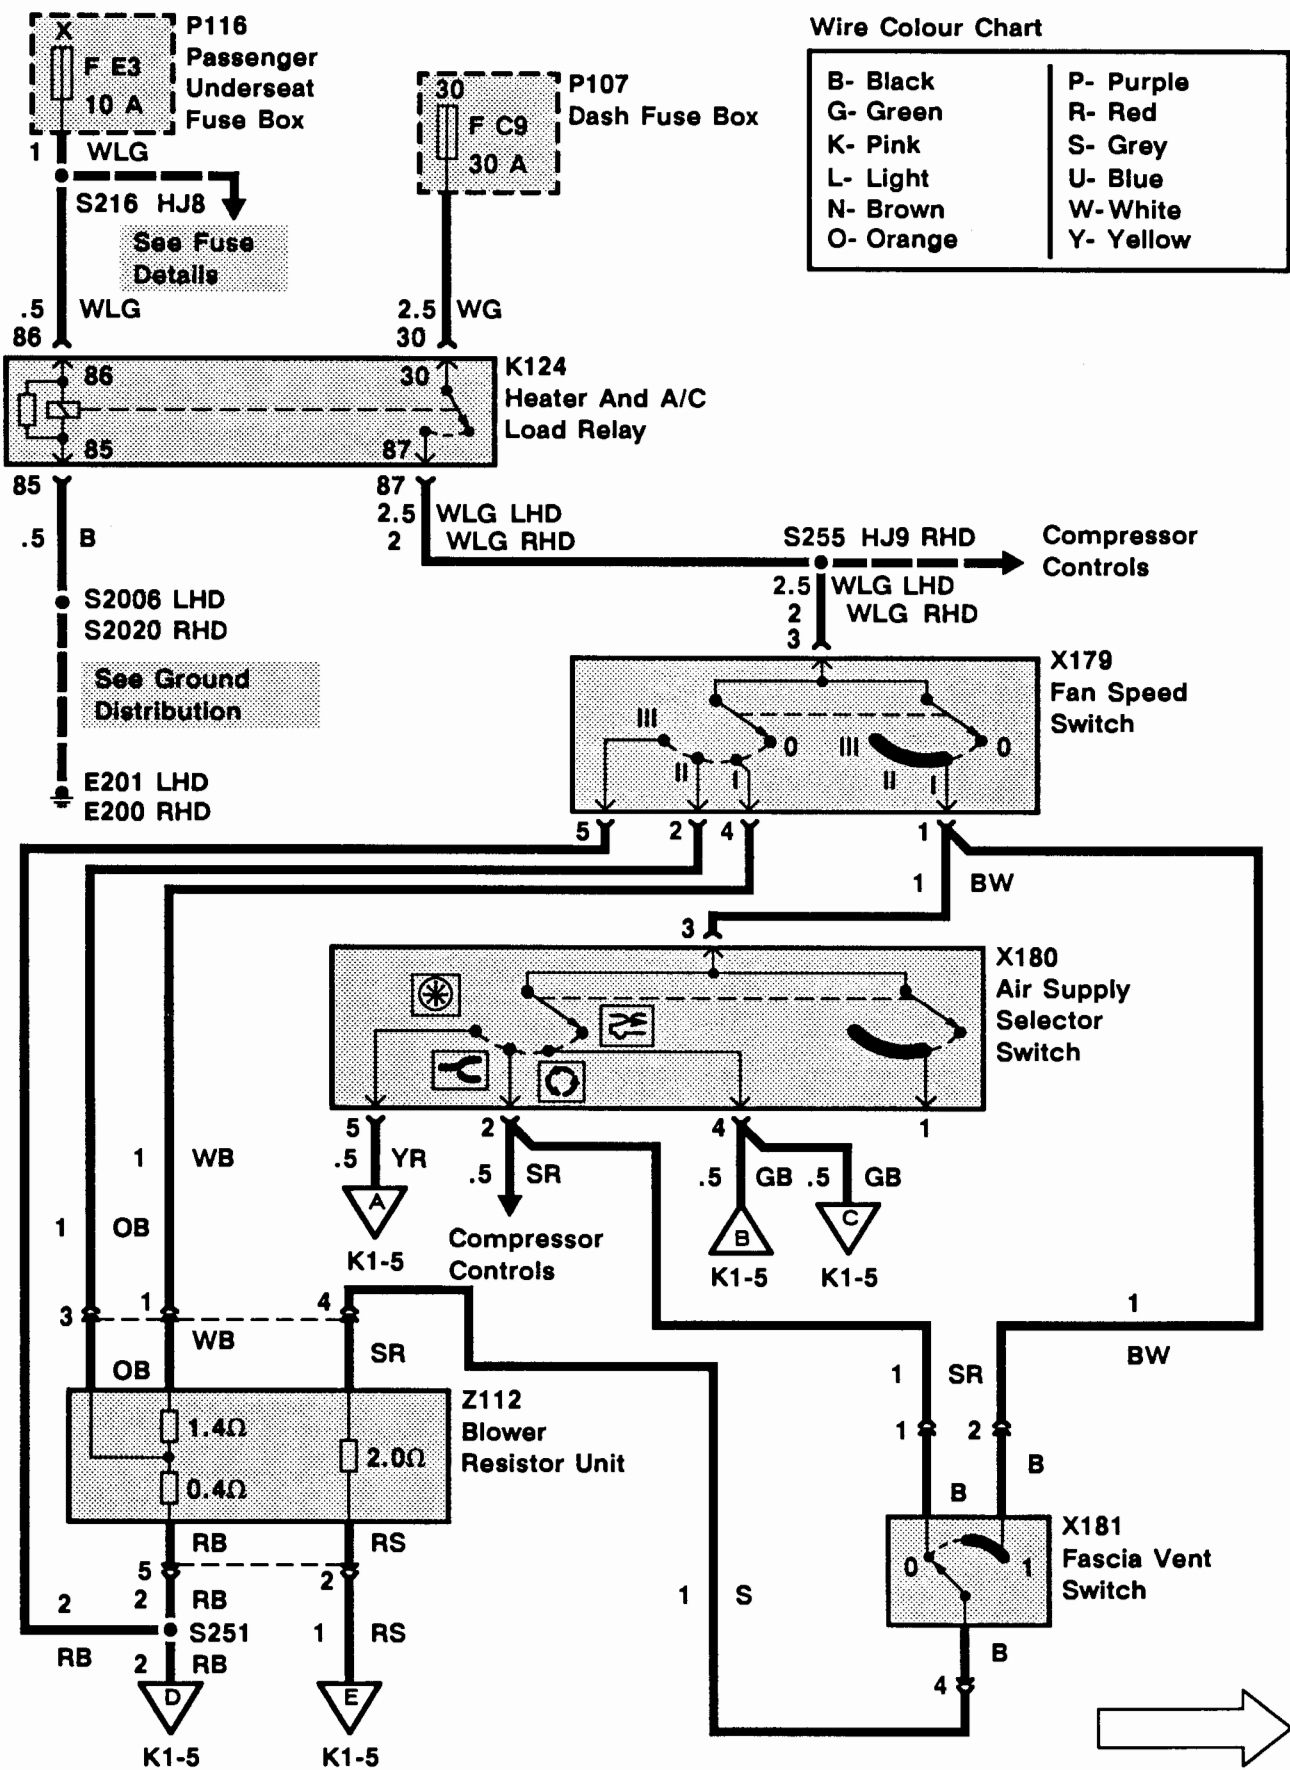 P116
Passenger
Underseat
Fuse Box
X
F E3
10 A
1 WLG
S216 HJ8
See Fuse
Details
.5 WLG
86
P107
Dash Fuse Box
30
F C9
30 A
2.5 WG
30
Wire Colour Chart
B- Black
G- Green
K- Pink
L- Light
N- Brown
O- Orange
P- Purple
R- Red
S- Grey
U- Blue
W- White
Y- Yellow
K124
Heater And A/C
Load Relay
86
30
85
87
85
87
.5 B
2.5 WLG LHD
2 WLG RHD
S255 HJ9 RHD
Compressor
Controls
2.5 WLG LHD
2 WLG RHD
3
S2006 LHD
S2020 RHD
See Ground
Distribution
E201 LHD
E200 RHD
X179
Fan Speed
Switch
III
II
I
0
III
II
I
0
5
2
4
1
1 BW
3
X180
Air Supply
Selector
Switch
5
2
4
1
.5 YR
.5 SR
.5 GB
.5 GB
A
K1-5
Compressor
Controls
B
K1-5
C
K1-5
1 WB
1 OB
3
1
4
WB
OB
SR
1
BW
1 SR
1
2
B
B
Z112
Blower
Resistor Unit
1.4Ω
0.4Ω
2.0Ω
RB
RS
5
2
2 RB
2
RB
S251
1 RS
2 RB
D
K1-5
E
K1-5
1 S
X181
Fascia Vent
Switch
0
1
B
4